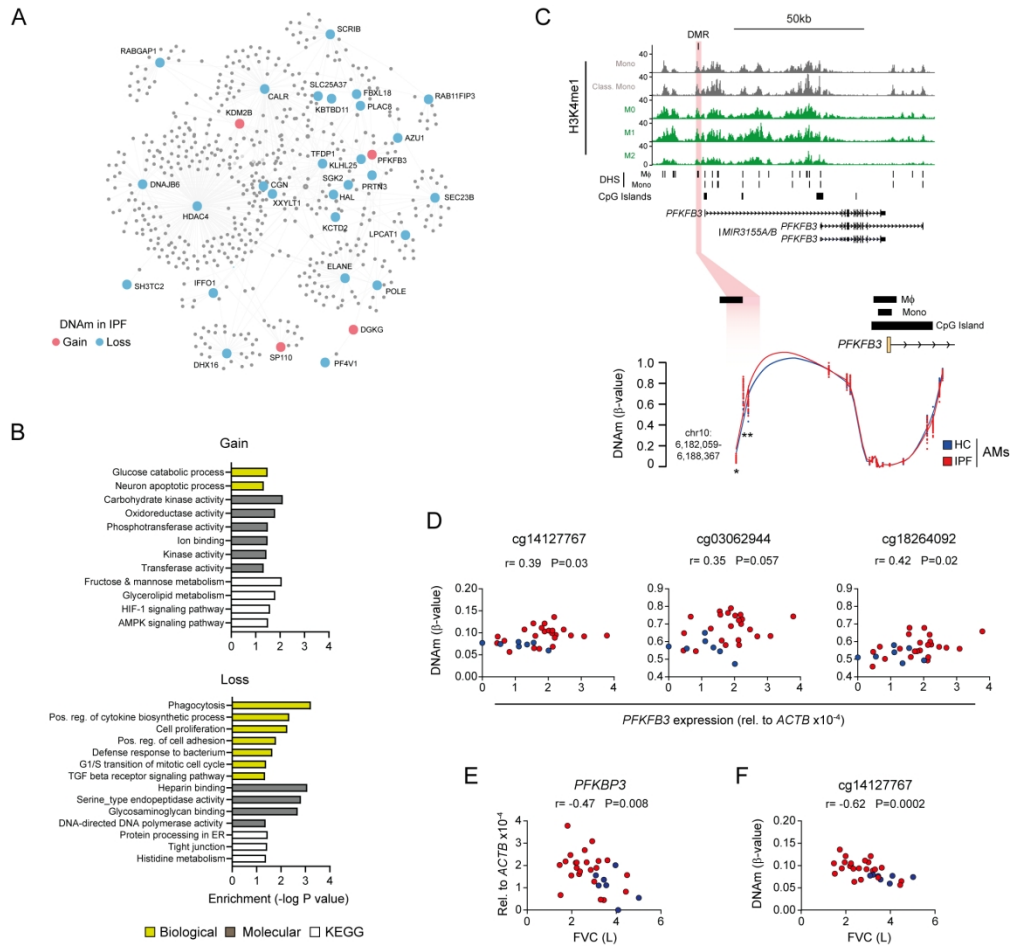 A
SCRIB
RABGAP1
CALR
SLC25A37
FBXL18
RAB11FIP3
KBTBD11
PLAC8
KDM2B
AZU1
TFDP1
PFKFB3
KLHL25
DNAJB6
CGN
SGK2
PRTN3
SEC23B
XXYLT1
HAL
HDAC4
KCTD2
LPCAT1
ELANE
SH3TC2
IFFO1
POLE
DNAm in IPF
Gain Loss
DGKG
SP110
DHX16
PF4V1
B
Gain
Glucose catabolic process
Neuron apoptotic process
Carbohydrate kinase activity
Oxidoreductase activity
Phosphotransferase activity
Ion binding
Kinase activity
Transferase activity
Fructose & mannose metabolism
Glycerolipid metabolism
HIF-1 signaling pathway
AMPK signaling pathway
0 1 2 3 4
Loss
Phagocytosis
Pos. reg. of cytokine biosynthetic process
Cell proliferation
Pos. reg. of cell adhesion
Defense response to bacterium
G1/S transition of mitotic cell cycle
TGF beta receptor signaling pathway
Heparin binding
Serine_type endopeptidase activity
Glycosaminoglycan binding
DNA-directed DNA polymerase activity
Protein processing in ER
Tight junction
Histidine metabolism
0 1 2 3 4
Enrichment (-log P value)
Biological Molecular KEGG
C
50kb
DMR
H3K4me1
40
Mono
0
40
Class. Mono
0
40
M0
0
40
M1
0
40
M2
0
DHS
Mφ
Mono
CpG Islands
PFKFB3
MIR3155A/B
PFKFB3
PFKFB3
Mφ
Mono
CpG Island
PFKFB3
DNAm (β-value)
1.0
0.8
0.6
0.4
0.2
0
chr10:
6,182,059-
6,188,367
**
*
HC
IPF
AMs
D
cg14127767
r= 0.39 P=0.03
cg03062944
r= 0.35 P=0.057
cg18264092
r= 0.42 P=0.02
DNAm (β-value)
0.20
0.15
0.10
0.05
0.00
0 1 2 3 4
0.9
0.8
0.7
0.6
0.5
0.4
0 1 2 3 4
0.9
0.8
0.7
0.6
0.5
0.4
0 1 2 3 4
PFKFB3 expression (rel. to ACTB x10-4)
E
PFKBP3
r= -0.47 P=0.008
Rel. to ACTB x10-4
4
3
2
1
0
0 2 4 6
FVC (L)
F
cg14127767
r= -0.62 P=0.0002
DNAm (β-value)
0.20
0.15
0.10
0.05
0.00
0 2 4 6
FVC (L)